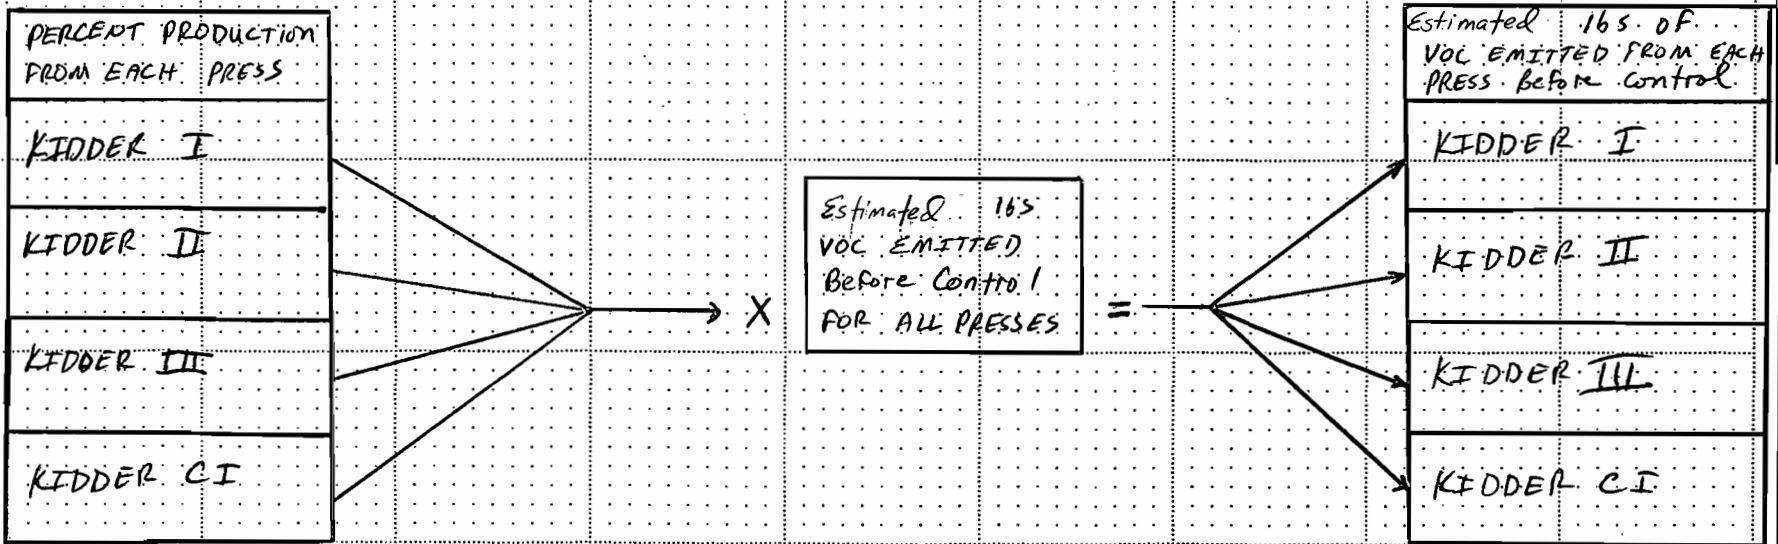 PERCENT PRODUCTION
FROM EACH PRESS
KIDDER I
KIDDER II
KIDDER III
KIDDER CI
X
Estimated lbs
VOC EMITTED
Before Control
FOR ALL PRESSES
=
Estimated lbs OF
VOC EMITTED FROM EACH
PRESS Before Control
KIDDER I
KIDDER II
KIDDER III
KIDDER CI